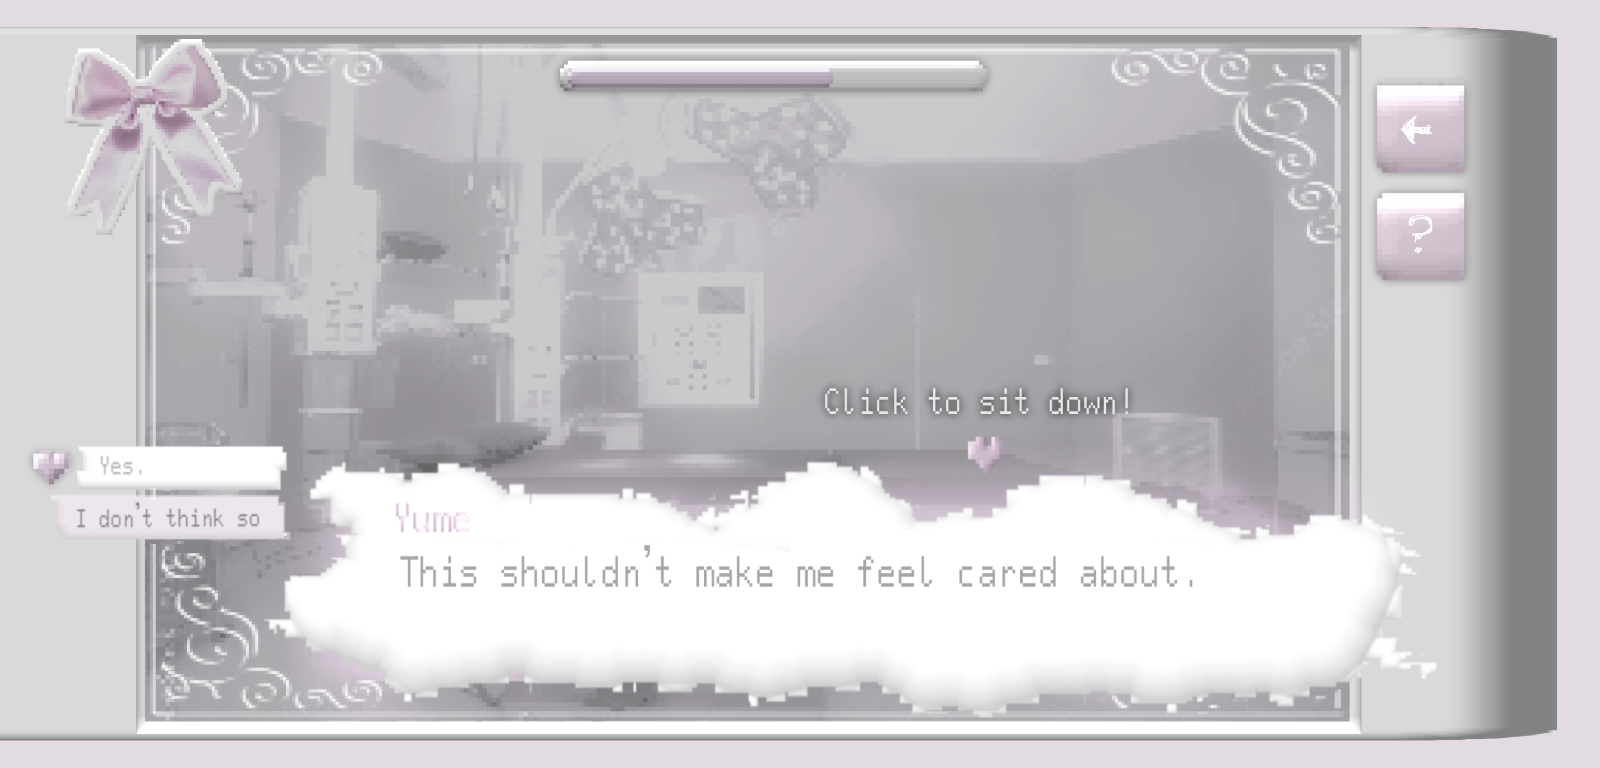 ?
Click to sit down!
Yes.
I don't think so
Yume
This shouldn't make me feel cared about.